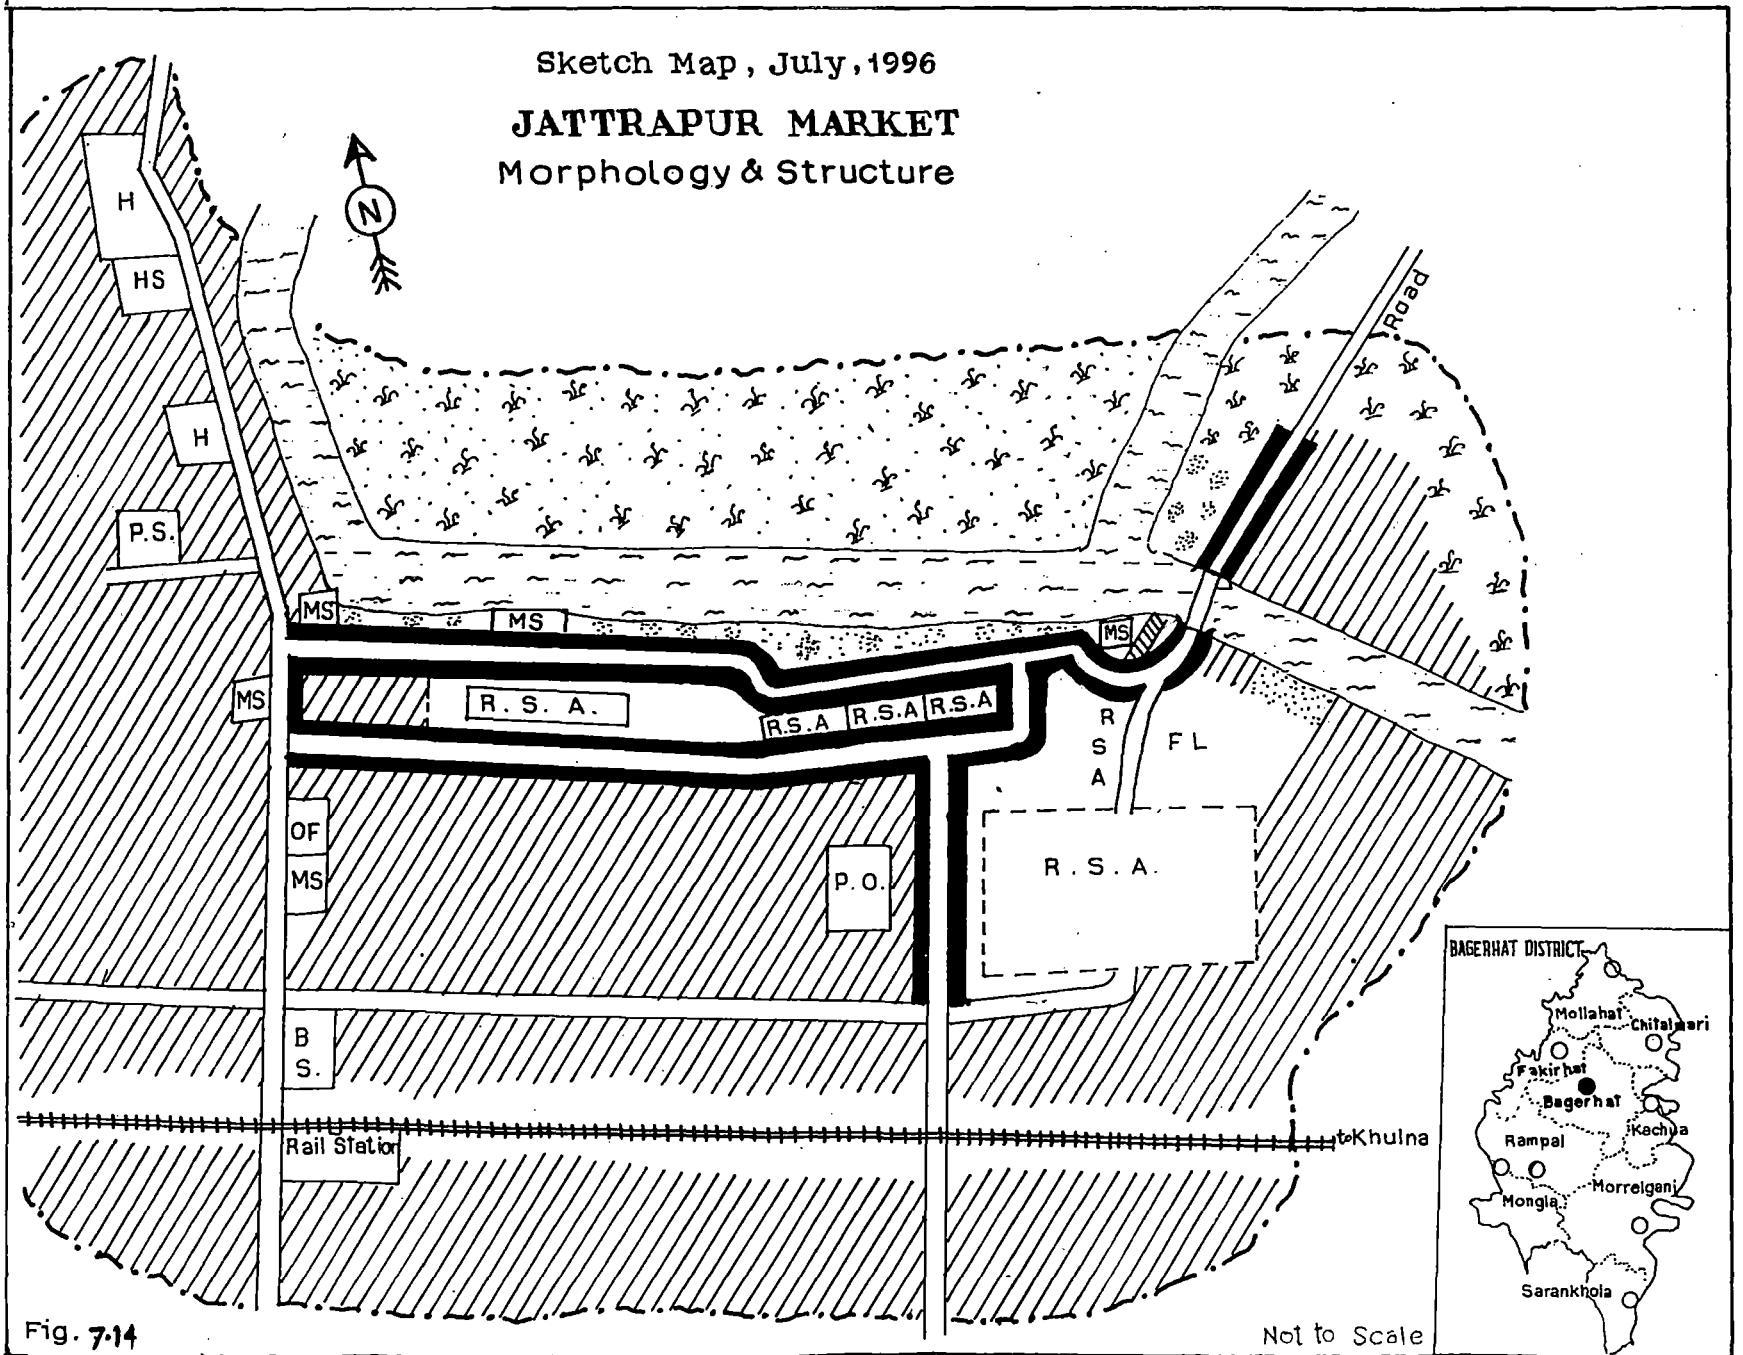 Sketch Map, July, 1996
JATTRAPUR MARKET
Morphology & Structure
N
H
HS
Road
H
P.S.
MS
MS
MS
MS
R. S. A.
R.S.A
R.S.A
R.S.A
R
S
A
F L
OF
MS
P.O.
R. S. A.
B
S.
Rail Station
to Khulna
BAGERHAT DISTRICT
Mollahat
Chitalmari
Fakirhat
Bagerhat
Kachua
Rampal
Morrelganj
Mongla
Sarankhola
Fig. 7.14
Not to Scale